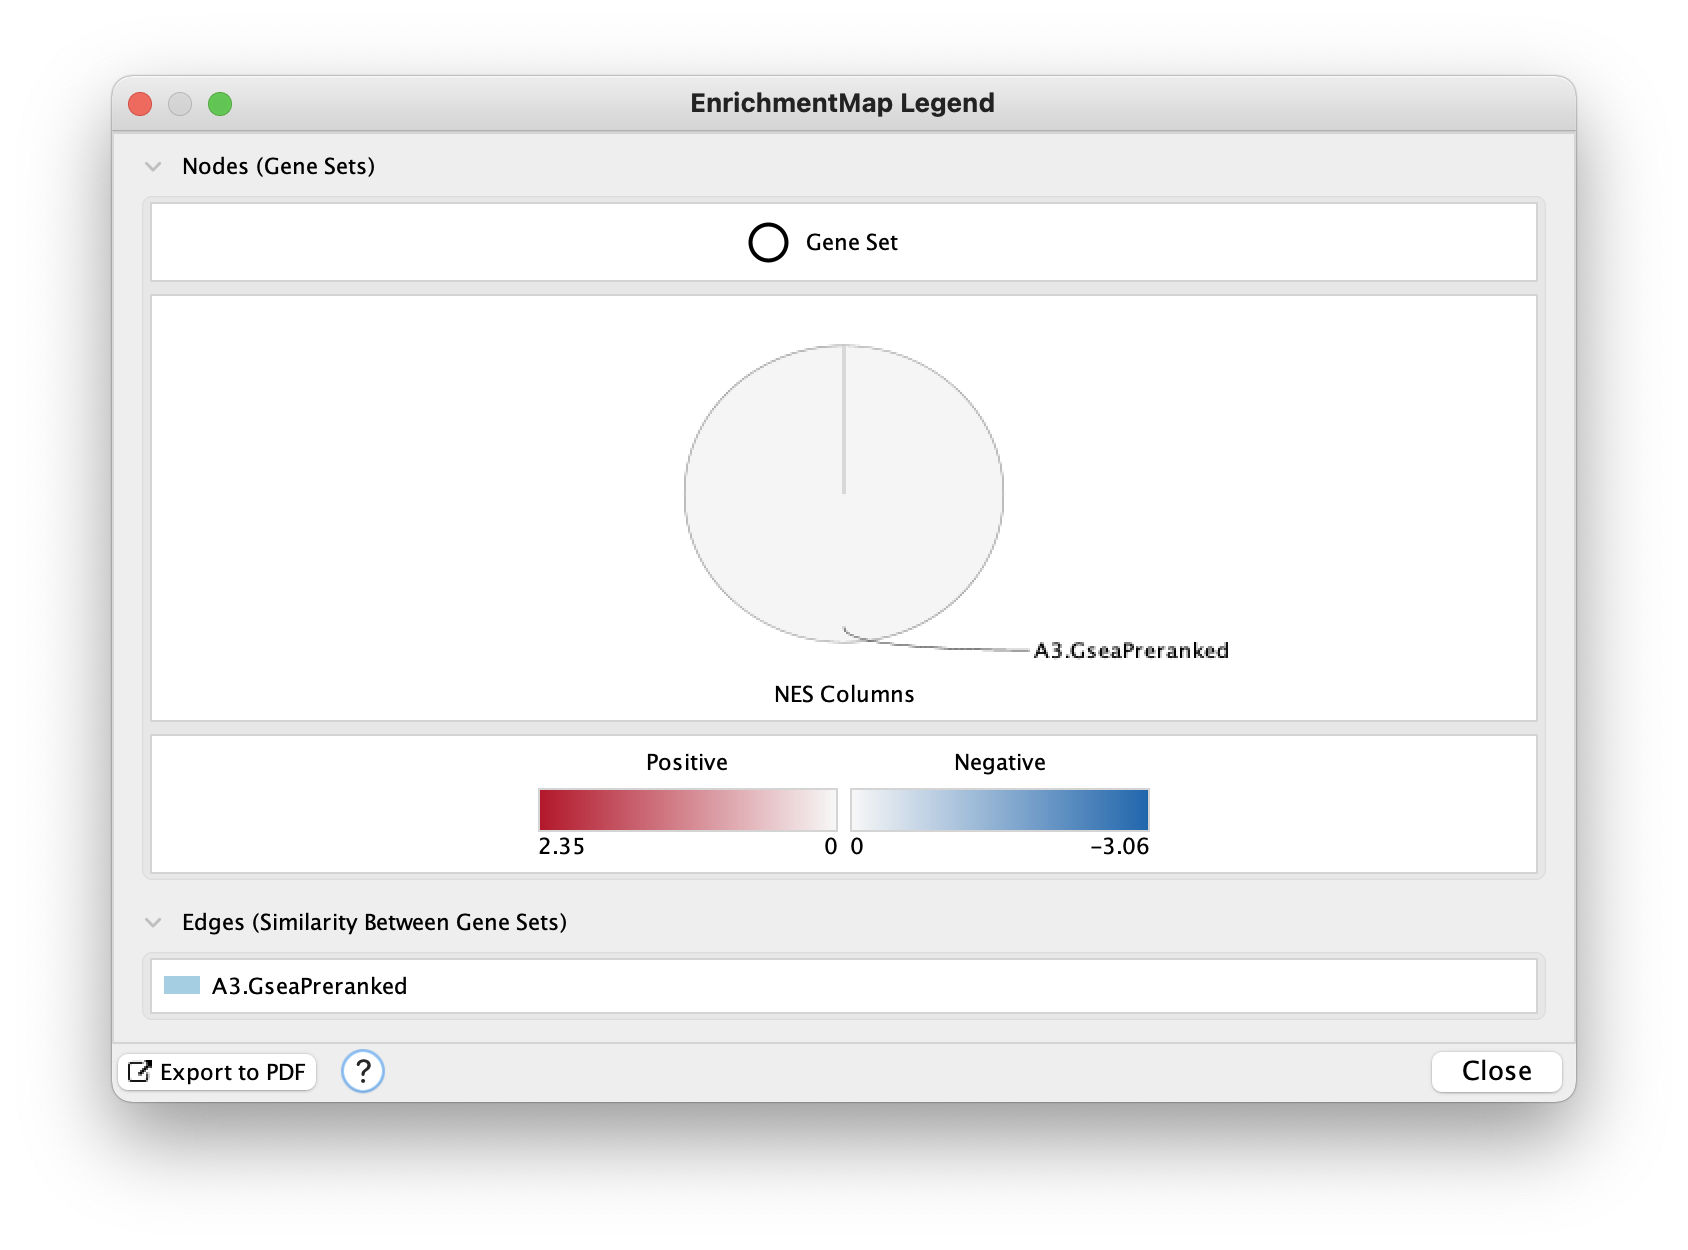 EnrichmentMap Legend
Nodes (Gene Sets)
Gene Set
A3.GseaPreranked
NES Columns
Positive Negative
2.35 0 0 -3.06
Edges (Similarity Between Gene Sets)
A3.GseaPreranked
Export to PDF ? Close